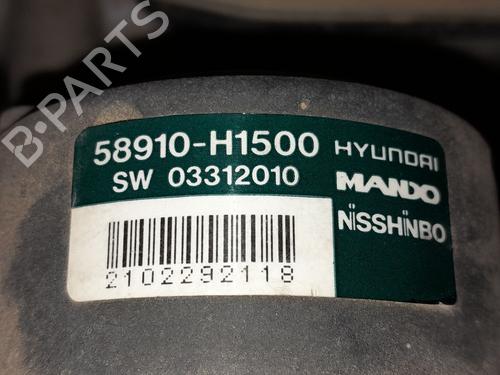 B-PARTS
58910-H1500
SW 03312010
2102292118
HYUNDAI
MANDO
NISSHINBO